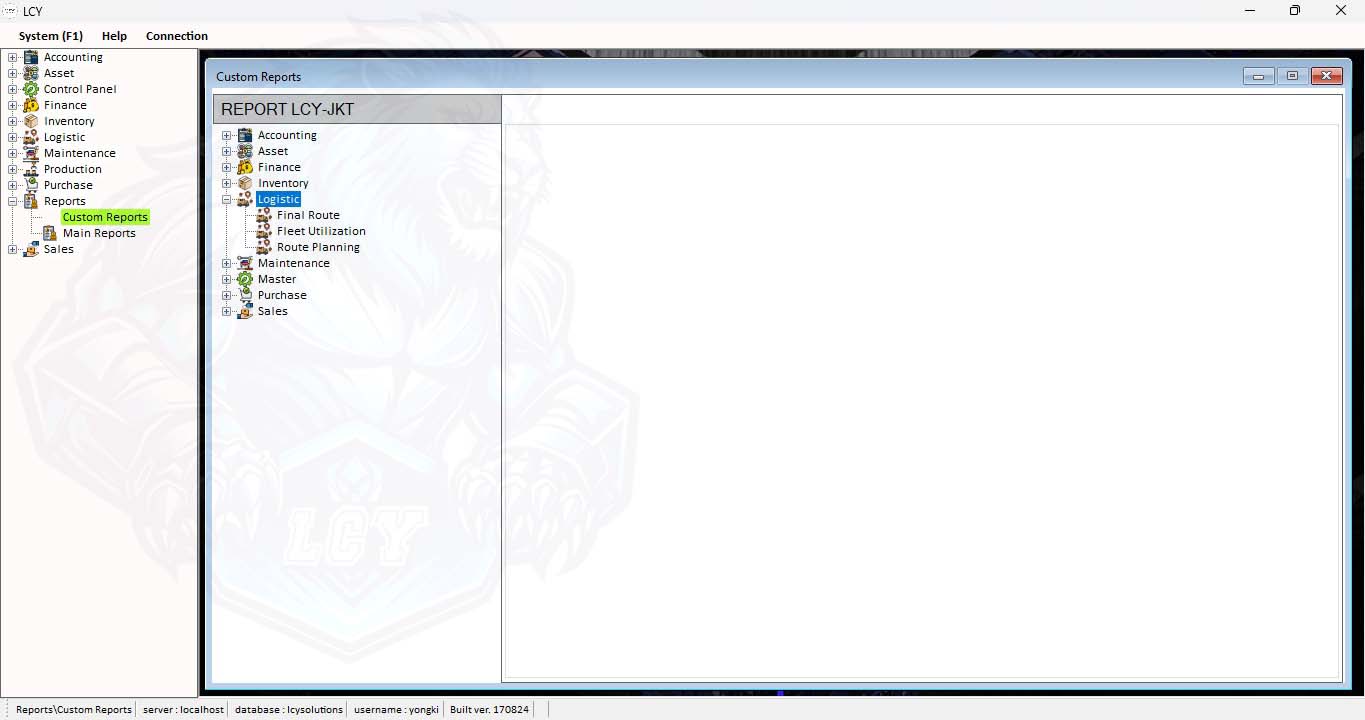 LCY
System (F1) Help Connection
Accounting
Asset
Control Panel
Finance
Inventory
Logistic
Maintenance
Production
Purchase
Reports
Custom Reports
Main Reports
Sales
Custom Reports
REPORT LCY-JKT
Accounting
Asset
Finance
Inventory
Logistic
Final Route
Fleet Utilization
Route Planning
Maintenance
Master
Purchase
Sales
LCY
Reports\Custom Reports server : localhost database : lcysolutions username : yongki Built ver. 170824